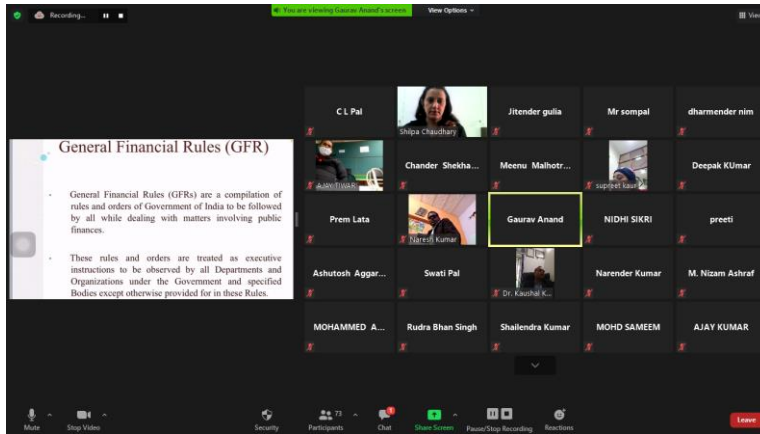 Recording...
You are viewing Gaurav Anand's screen
View Options
View
General Financial Rules (GFR)
General Financial Rules (GFRs) are a compilation of
rules and orders of Government of India to be followed
by all while dealing with matters involving public
finances.
These rules and orders are treated as executive
instructions to be observed by all Departments and
Organizations under the Government and specified
Bodies except otherwise provided for in these Rules.
C L Pal
Shilpa Chaudhary
Jitender gulia
Mr sompal
dharmender nim
AJAY TIWARI
Chander Shekha...
Meenu Malhotr...
supreet kaur
Deepak KUmar
Prem Lata
Naresh Kumar
Gaurav Anand
NIDHI SIKRI
preeti
Ashutosh Aggar...
Swati Pal
Dr. Kaushal K...
Narender Kumar
M. Nizam Ashraf
MOHAMMED A...
Rudra Bhan Singh
Shailendra Kumar
MOHD SAMEEM
AJAY KUMAR
Mute
Stop Video
Security
73
Participants
1
Chat
Share Screen
Pause/Stop Recording
Reactions
Leave